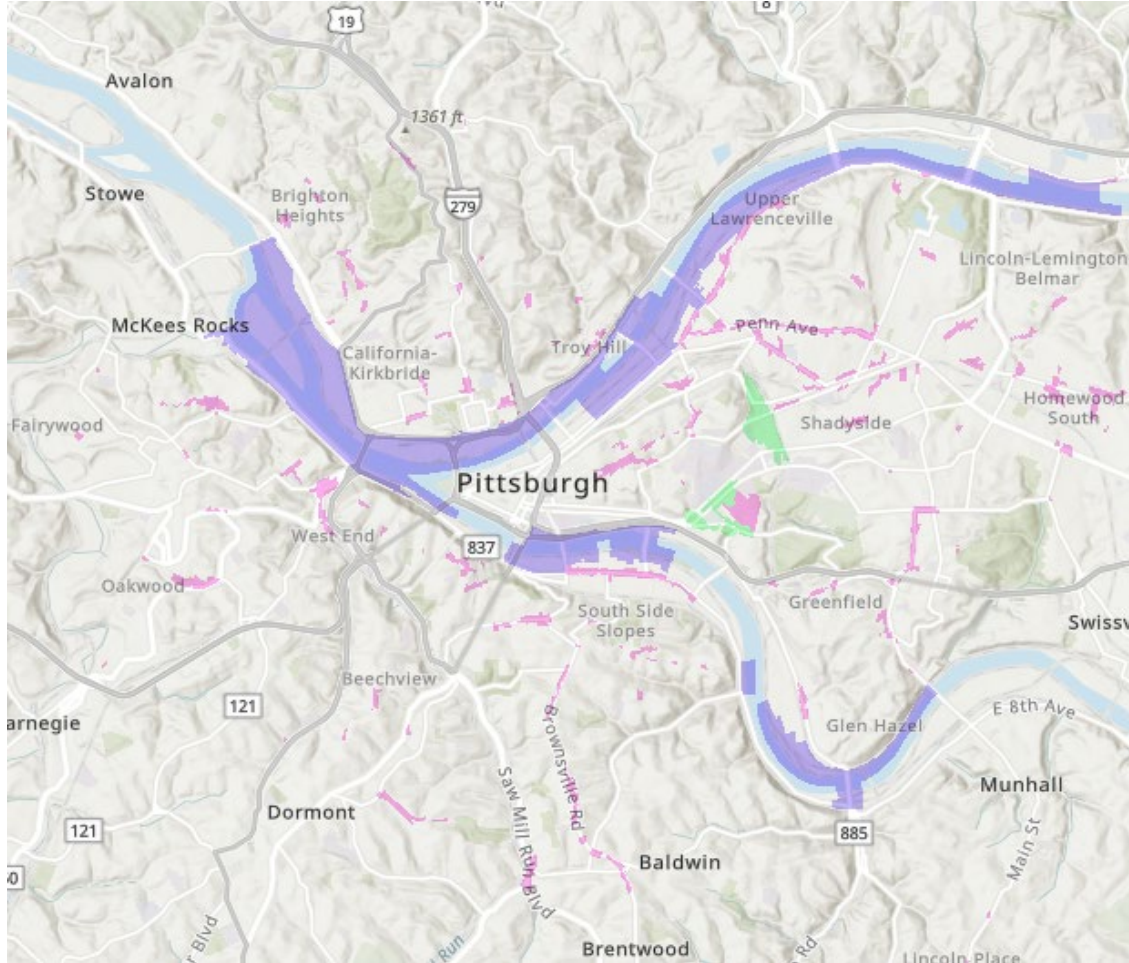 8
19
Avalon
1361 ft
Stowe
Brighton
Heights
279
Upper
Lawrenceville
Lincoln-Lemington
Belmar
McKees Rocks
Penn Ave
Troy Hill
California-
Kirkbride
Homewood
South
Fairywood
Shadyside
Pittsburgh
West End
837
Oakwood
Greenfield
South Side
Slopes
Swissv
Beechview
121
E 8th Ave
arnegie
Glen Hazel
Brownsville Rd
Munhall
Dormont
Saw Mill Run Blvd
121
885
Main St
Baldwin
Blvd
Run
Brentwood
Rd
Lincoln Place